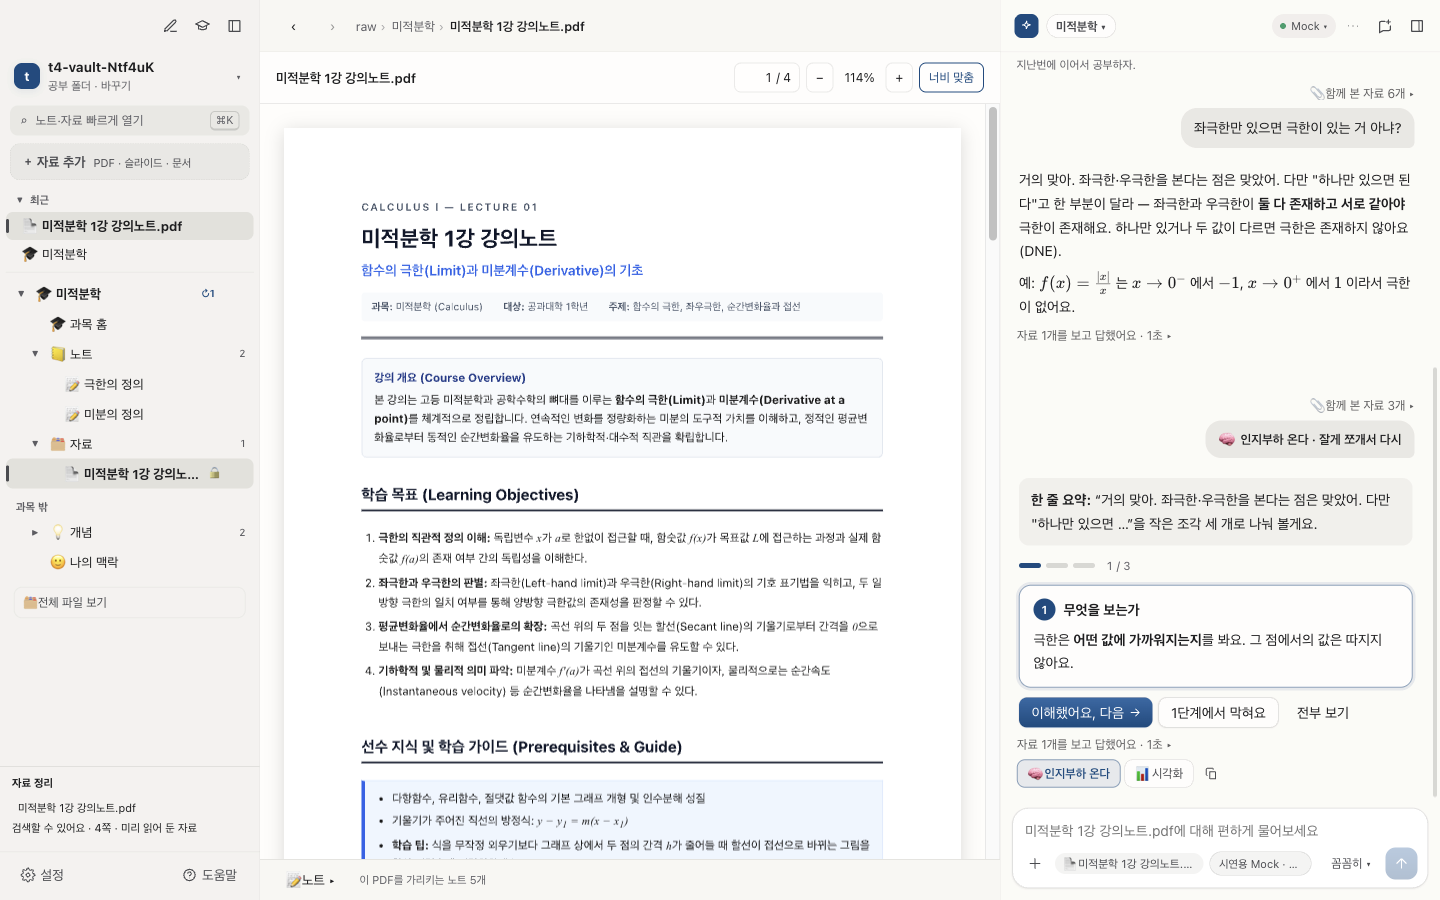 t4-vault-Ntf4uK
공부 폴더 · 바꾸기
노트·자료 빠르게 열기 ⌘K
+ 자료 추가 PDF · 슬라이드 · 문서
최근
미적분학 1강 강의노트.pdf
미적분학
미적분학 1
과목 홈
노트 2
극한의 정의
미분의 정의
자료 1
미적분학 1강 강의노...
과목 밖
개념 2
나의 맥락
전체 파일 보기
자료 정리
미적분학 1강 강의노트.pdf
검색할 수 있어요 · 4쪽 · 미리 읽어 둔 자료
설정 도움말
‹ › raw › 미적분학 › 미적분학 1강 강의노트.pdf
미적분학 1강 강의노트.pdf 1 / 4 − 114% + 너비 맞춤
CALCULUS I — LECTURE 01
미적분학 1강 강의노트
함수의 극한(Limit)과 미분계수(Derivative)의 기초
과목: 미적분학 (Calculus) 대상: 공과대학 1학년 주제: 함수의 극한, 좌우극한, 순간변화율과 접선
강의 개요 (Course Overview)
본 강의는 고등 미적분학과 공학수학의 뼈대를 이루는 함수의 극한(Limit)과 미분계수(Derivative at a
point)를 체계적으로 정립합니다. 연속적인 변화를 정량화하는 미분의 도구적 가치를 이해하고, 정적인 평균변
화율로부터 동적인 순간변화율을 유도하는 기하학적·대수적 직관을 확립합니다.
학습 목표 (Learning Objectives)
1. 극한의 직관적 정의 이해: 독립변수 x가 a로 한없이 접근할 때, 함숫값 f(x)가 목표값 L에 접근하는 과정과 실제 함
숫값 f(a)의 존재 여부 간의 독립성을 이해한다.
2. 좌극한과 우극한의 판별: 좌극한(Left-hand limit)과 우극한(Right-hand limit)의 기호 표기법을 익히고, 두 일
방향 극한의 일치 여부를 통해 양방향 극한값의 존재성을 판정할 수 있다.
3. 평균변화율에서 순간변화율로의 확장: 곡선 위의 두 점을 잇는 할선(Secant line)의 기울기로부터 간격을 0으로
보내는 극한을 취해 접선(Tangent line)의 기울기인 미분계수를 유도할 수 있다.
4. 기하학적 및 물리적 의미 파악: 미분계수 f'(a)가 곡선 위의 접선의 기울기이자, 물리적으로는 순간속도
(Instantaneous velocity) 등 순간변화율을 나타냄을 설명할 수 있다.
선수 지식 및 학습 가이드 (Prerequisites & Guide)
• 다항함수, 유리함수, 절댓값 함수의 기본 그래프 개형 및 인수분해 성질
• 기울기가 주어진 직선의 방정식: y − y₁ = m(x − x₁)
• 학습 팁: 식을 무작정 외우기보다 그래프 상에서 두 점의 간격 h가 줄어들 때 할선이 접선으로 바뀌는 그림을
노트 이 PDF를 가리키는 노트 5개
미적분학 Mock ···
지난번에 이어서 공부하자.
함께 본 자료 6개
좌극한만 있으면 극한이 있는 거 아냐?
거의 맞아. 좌극한·우극한을 본다는 점은 맞았어. 다만 "하나만 있으면 된
다"고 한 부분이 달라 — 좌극한과 우극한이 둘 다 존재하고 서로 같아야
극한이 존재해요. 하나만 있거나 두 값이 다르면 극한은 존재하지 않아요
(DNE).
예: f(x) = |x|/x 는 x → 0⁻ 에서 −1, x → 0⁺ 에서 1 이라서 극한
이 없어요.
자료 1개를 보고 답했어요 · 1초
함께 본 자료 3개
인지부하 온다 · 잘게 쪼개서 다시
한 줄 요약: “거의 맞아. 좌극한·우극한을 본다는 점은 맞았어. 다만
"하나만 있으면 …”을 작은 조각 세 개로 나눠 볼게요.
1 / 3
1 무엇을 보는가
극한은 어떤 값에 가까워지는지를 봐요. 그 점에서의 값은 따지지
않아요.
이해했어요, 다음 → 1단계에서 막혀요 전부 보기
자료 1개를 보고 답했어요 · 1초
인지부하 온다 시각화
미적분학 1강 강의노트.pdf에 대해 편하게 물어보세요
+ 미적분학 1강 강의노트.... 시연용 Mock · ... 꼼꼼히